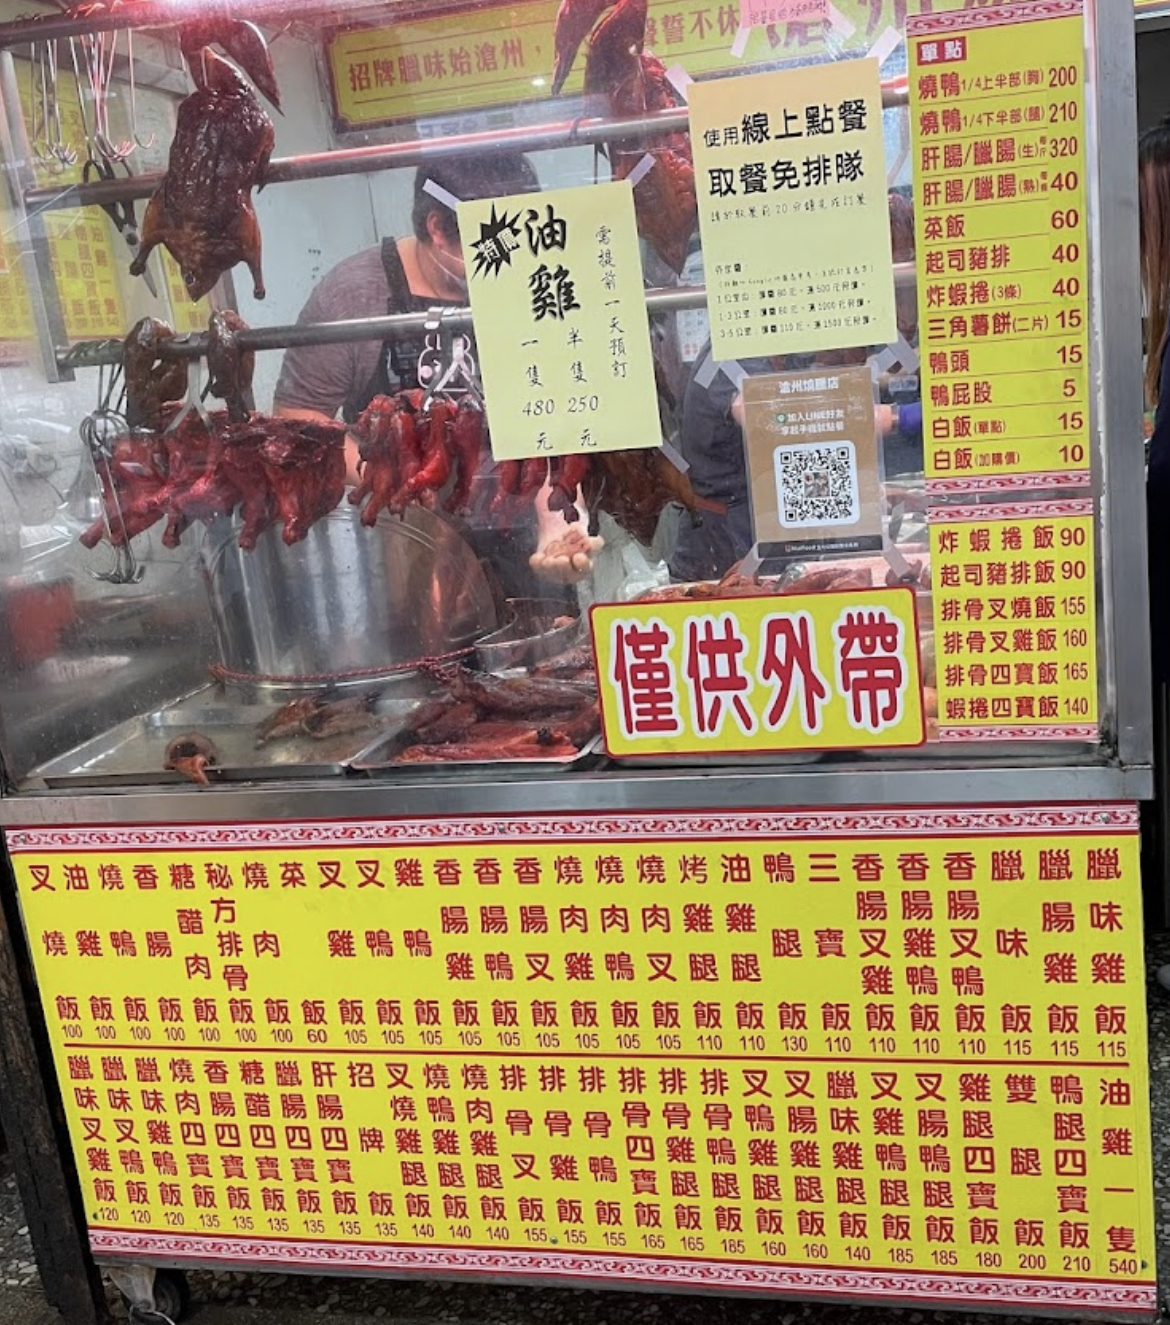 招牌臘味始滄州，
誓不休
特價
油雞
需提前一天預訂
一隻480元
半隻250元
使用線上點餐
取餐免排隊
請於取餐前20分鐘先在訂餐
外送費：
滄州燒臘店
加入LINE好友
拿起手機就點餐
僅供外帶
單點
燒鴨1/4上半部(胸) 200
燒鴨1/4下半部(腿) 210
肝腸/臘腸(生)每斤 320
肝腸/臘腸(熟)每條 40
菜飯 60
起司豬排 40
炸蝦捲(3條) 40
三角薯餅(二片) 15
鴨頭 15
鴨屁股 5
白飯(單點) 15
白飯(加購價) 10
炸蝦捲飯 90
起司豬排飯 90
排骨叉燒飯 155
排骨叉雞飯 160
排骨四寶飯 165
蝦捲四寶飯 140
叉燒飯 100
油雞飯 100
燒鴨飯 100
香腸飯 100
糖醋肉飯 100
秘方排骨飯 100
燒肉飯 100
菜飯 60
叉雞飯 105
叉鴨飯 105
雞鴨飯 105
香腸雞飯 105
香腸鴨飯 105
香腸叉飯 105
燒肉雞飯 105
燒肉鴨飯 105
燒肉叉飯 105
烤雞腿飯 110
油雞腿飯 110
鴨腿飯 130
三寶飯 110
香腸叉雞飯 110
香腸雞鴨飯 110
香腸叉鴨飯 110
臘味飯 115
臘腸雞飯 115
臘味雞飯 115
臘味叉雞飯 120
臘味叉鴨飯 120
臘味雞鴨飯 120
燒肉四寶飯 135
香腸四寶飯 135
糖醋四寶飯 135
臘腸四寶飯 135
肝腸四寶飯 135
招牌飯 135
叉燒雞腿飯 140
燒鴨雞腿飯 140
燒肉雞腿飯 140
排骨叉飯 155
排骨雞飯 155
排骨鴨飯 155
排骨四寶飯 165
排骨雞腿飯 165
排骨鴨腿飯 185
叉鴨雞腿飯 160
叉腸雞腿飯 160
臘味雞腿飯 140
叉雞鴨腿飯 185
叉腸鴨腿飯 185
雞腿四寶飯 180
雙腿飯 200
鴨腿四寶飯 210
油雞一隻 540